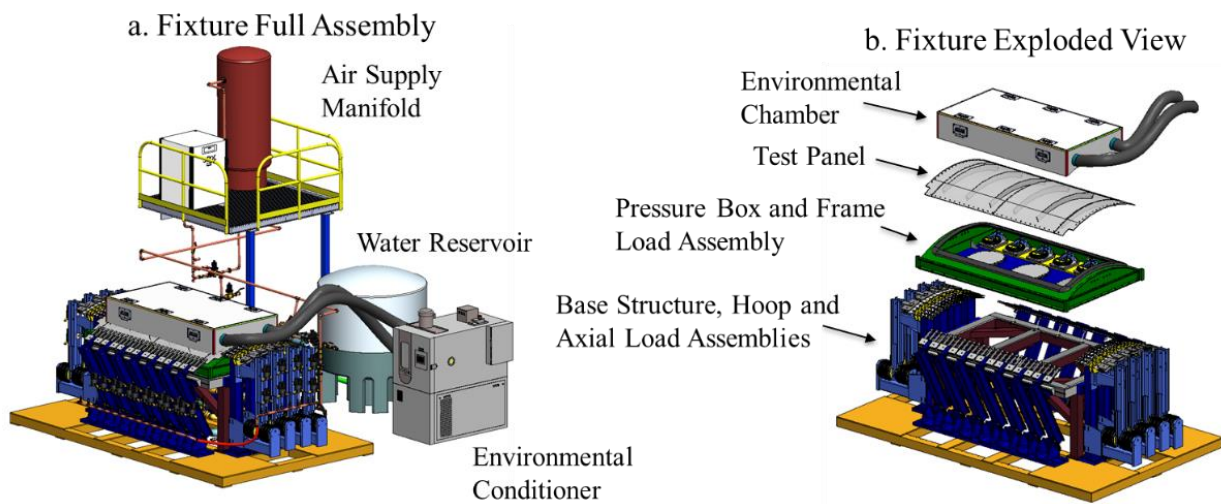 a. Fixture Full Assembly
Air Supply
Manifold
Water Reservoir
Environmental
Conditioner
b. Fixture Exploded View
Environmental
Chamber
Test Panel
Pressure Box and Frame
Load Assembly
Base Structure, Hoop and
Axial Load Assemblies